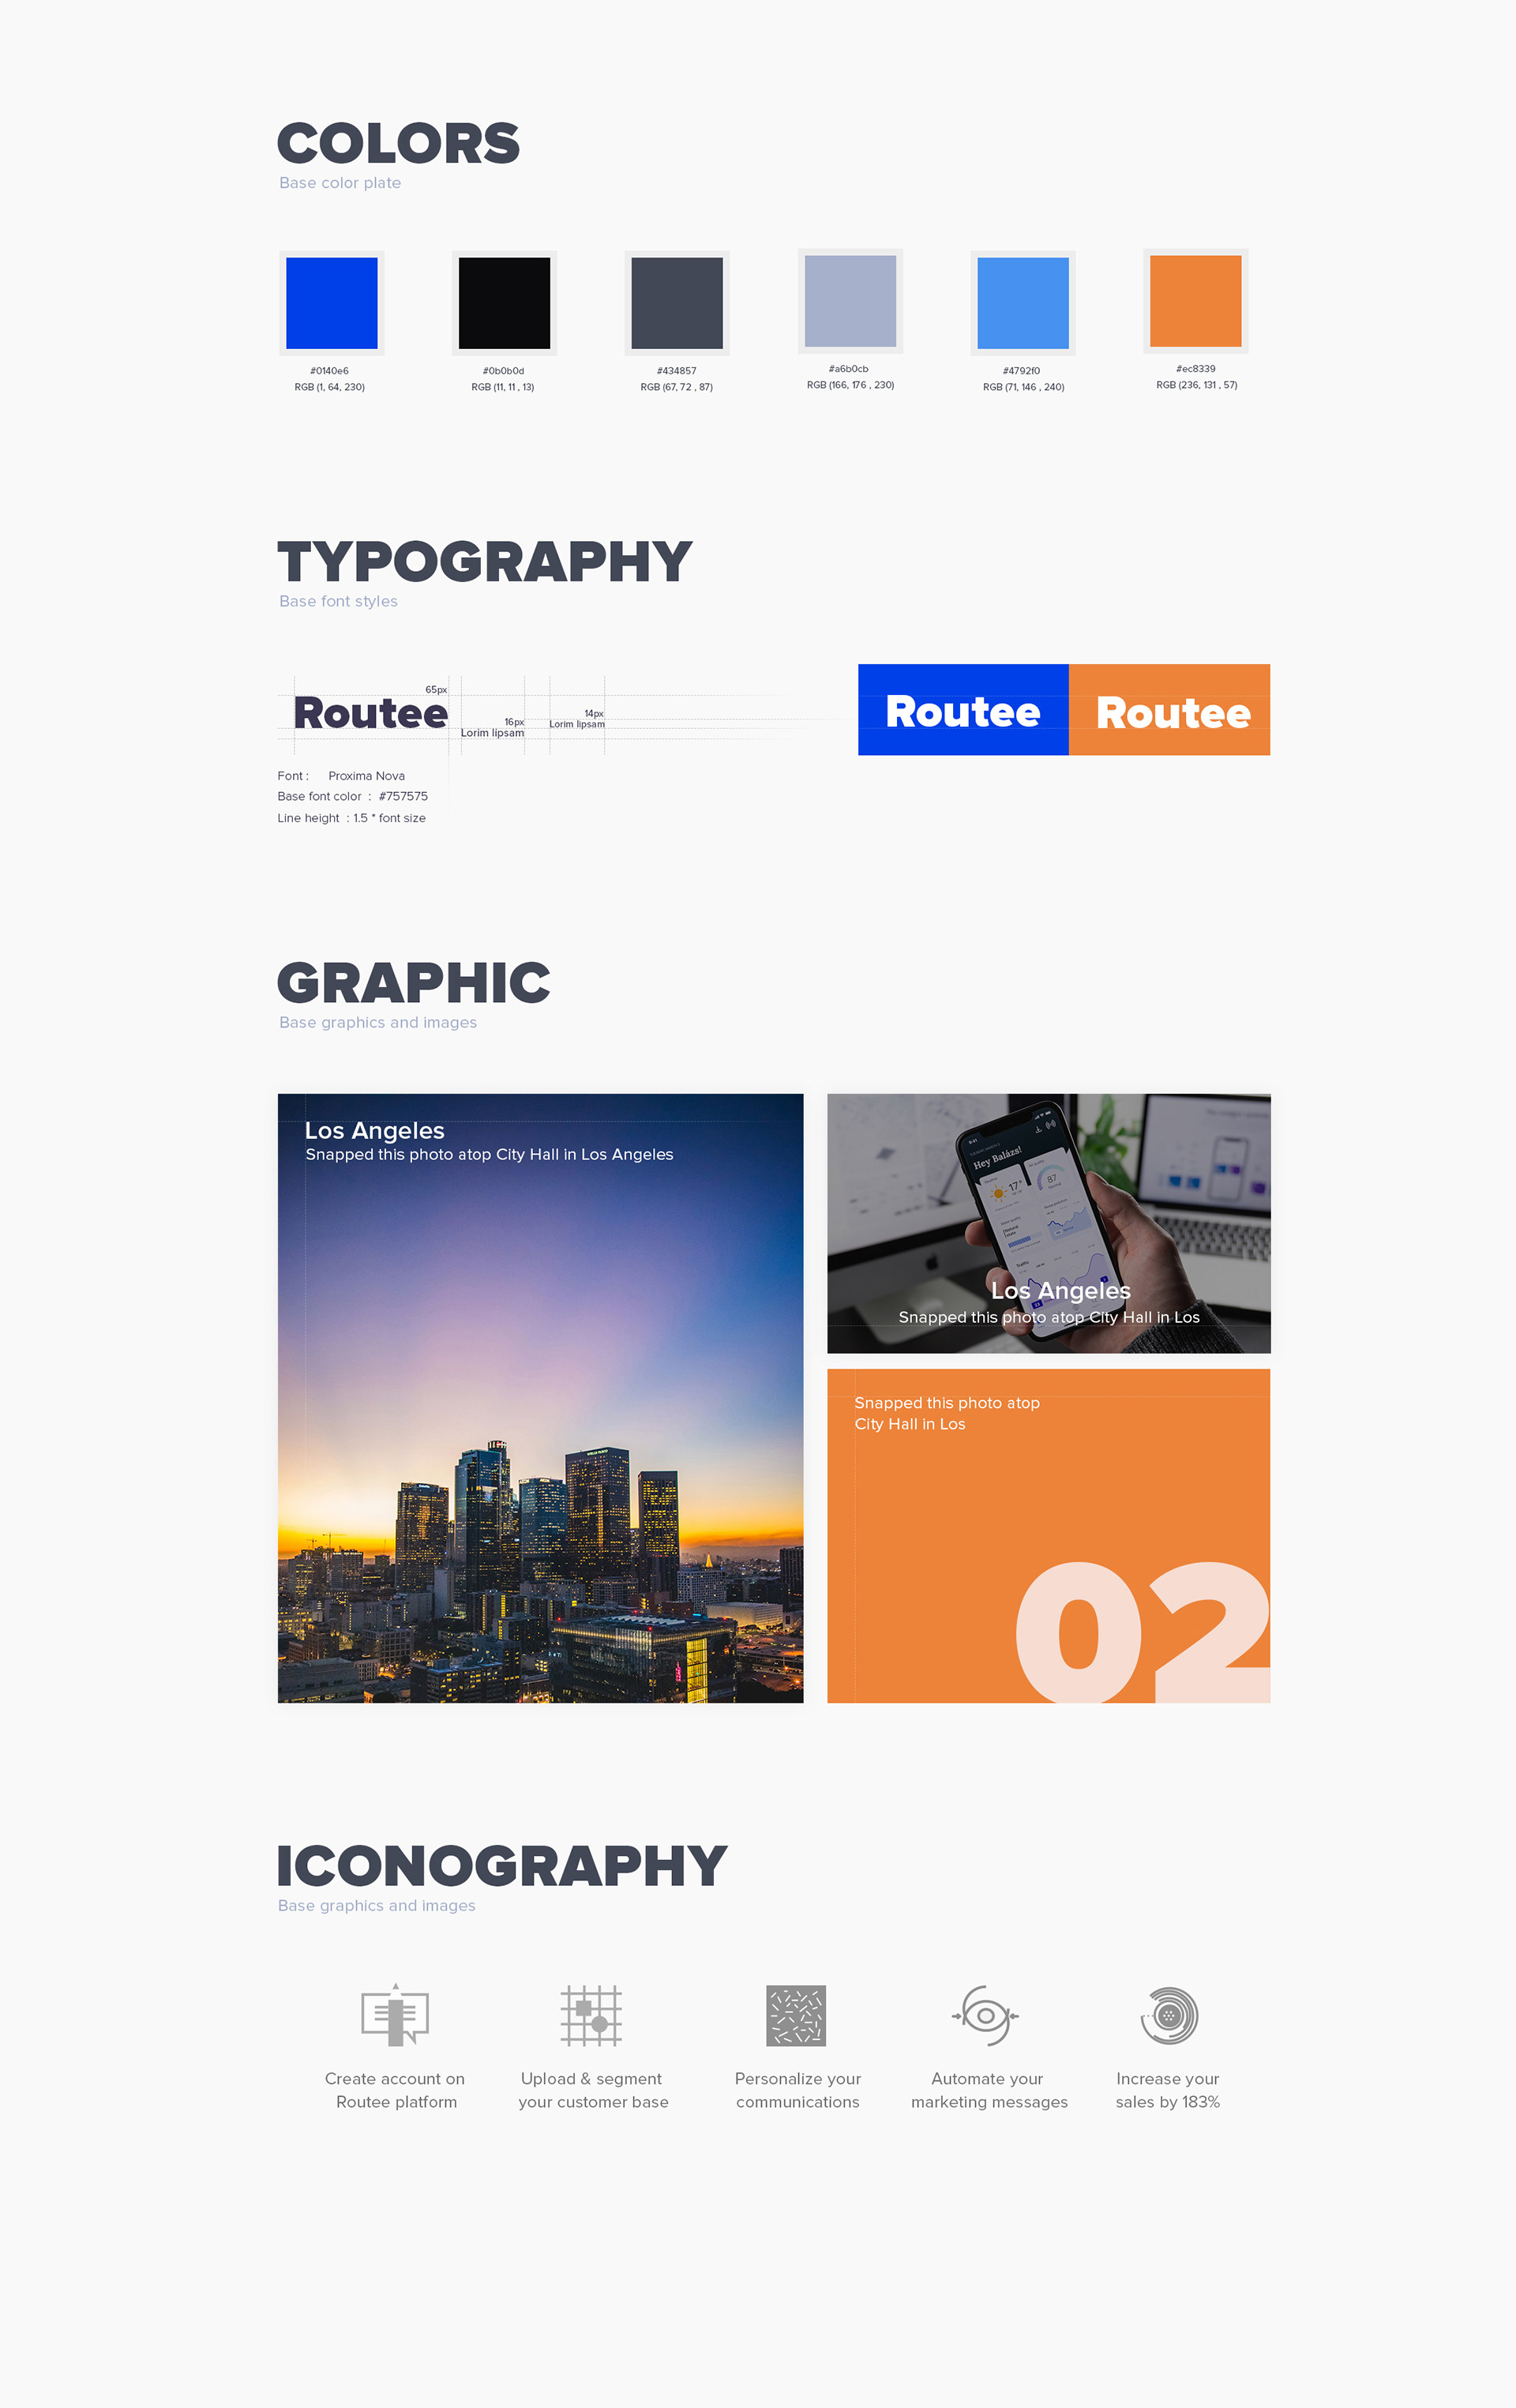 COLORS
Base color plate
#0140e6
RGB (1, 64, 230)
#0b0b0d
RGB (11, 11 , 13)
#434857
RGB (67, 72 , 87)
#a6b0cb
RGB (166, 176 , 230)
#4792f0
RGB (71, 146 , 240)
#ec8339
RGB (236, 131 , 57)
TYPOGRAPHY
Base font styles
65px
Routee
16px
Lorim lipsam
14px
Lorim lipsam
Routee
Routee
Font : Proxima Nova
Base font color : #757575
Line height : 1.5 * font size
GRAPHIC
Base graphics and images
Los Angeles
Snapped this photo atop City Hall in Los Angeles
Hey Balázs!
17°
87
Traffic
Los Angeles
Snapped this photo atop City Hall in Los
Snapped this photo atop
City Hall in Los
02
ICONOGRAPHY
Base graphics and images
Create account on
Routee platform
Upload & segment
your customer base
Personalize your
communications
Automate your
marketing messages
Increase your
sales by 183%